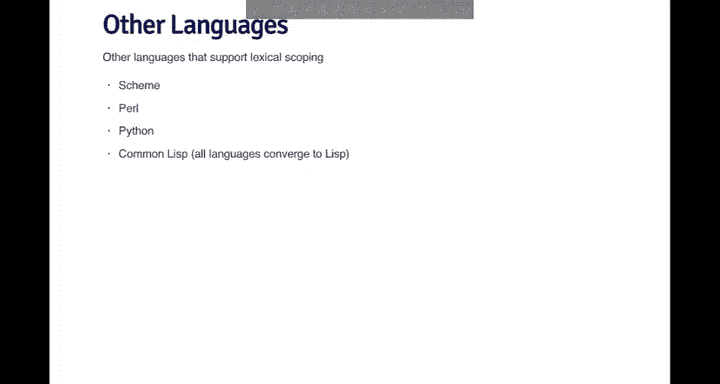 Other Languages
Other languages that support lexical scoping
· Scheme
· Perl
· Python
· Common Lisp (all languages converge to Lisp)